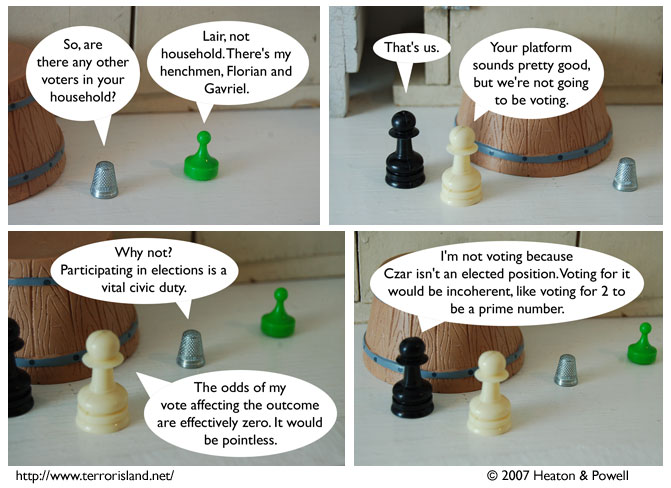 So, are
there any other
voters in your
household?
Lair, not
household. There's my
henchmen, Florian and
Gavriel.
That's us.
Your platform
sounds pretty good,
but we're not going
to be voting.
Why not?
Participating in elections is a
vital civic duty.
The odds of my
vote affecting the outcome
are effectively zero. It would
be pointless.
I'm not voting because
Czar isn't an elected position. Voting for it
would be incoherent, like voting for 2 to
be a prime number.
http://www.terrorisland.net/
© 2007 Heaton & Powell